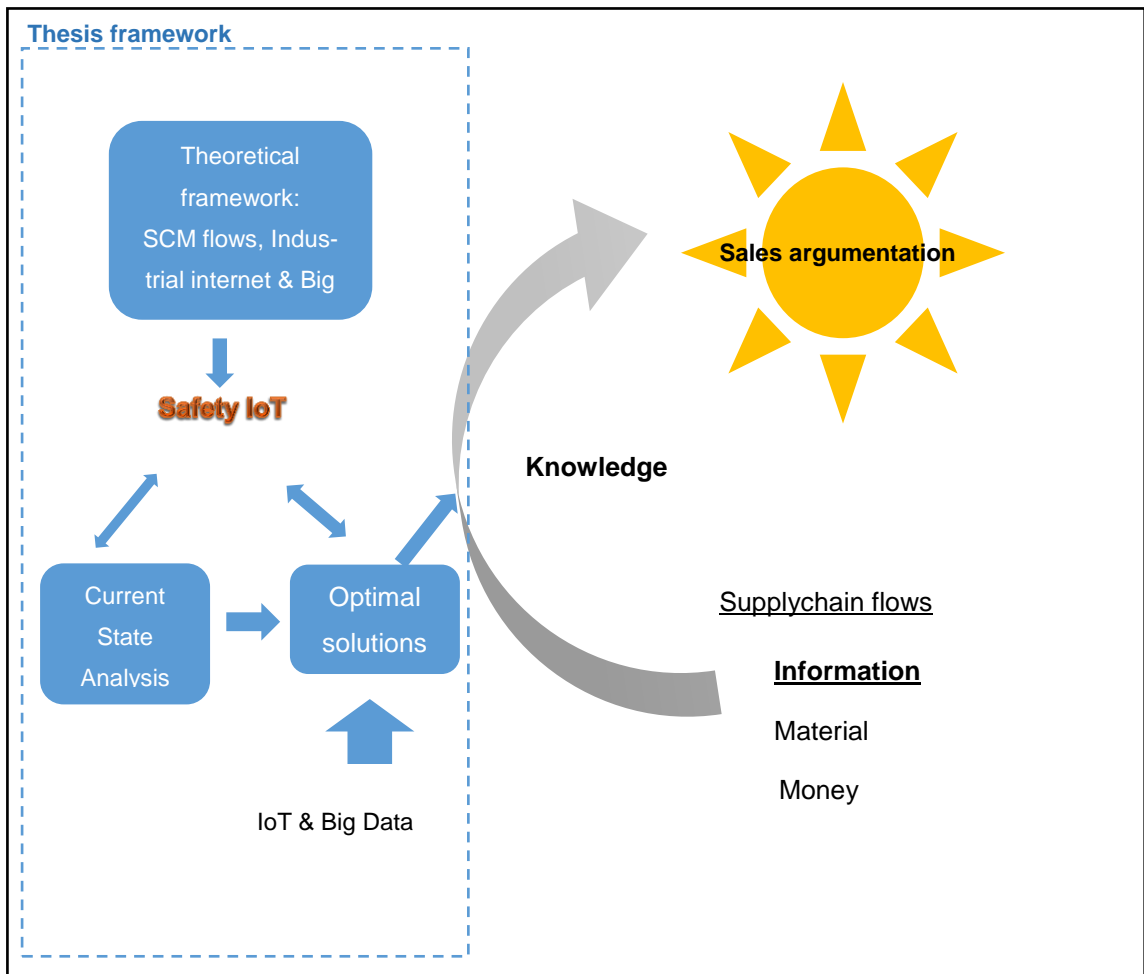 Thesis framework
Theoretical
framework:
SCM flows, Indus-
trial internet & Big
Safety IoT
Sales argumentation
Knowledge
Current
State
Analysis
Optimal
solutions
IoT & Big Data
Supplychain flows
Information
Material
Money